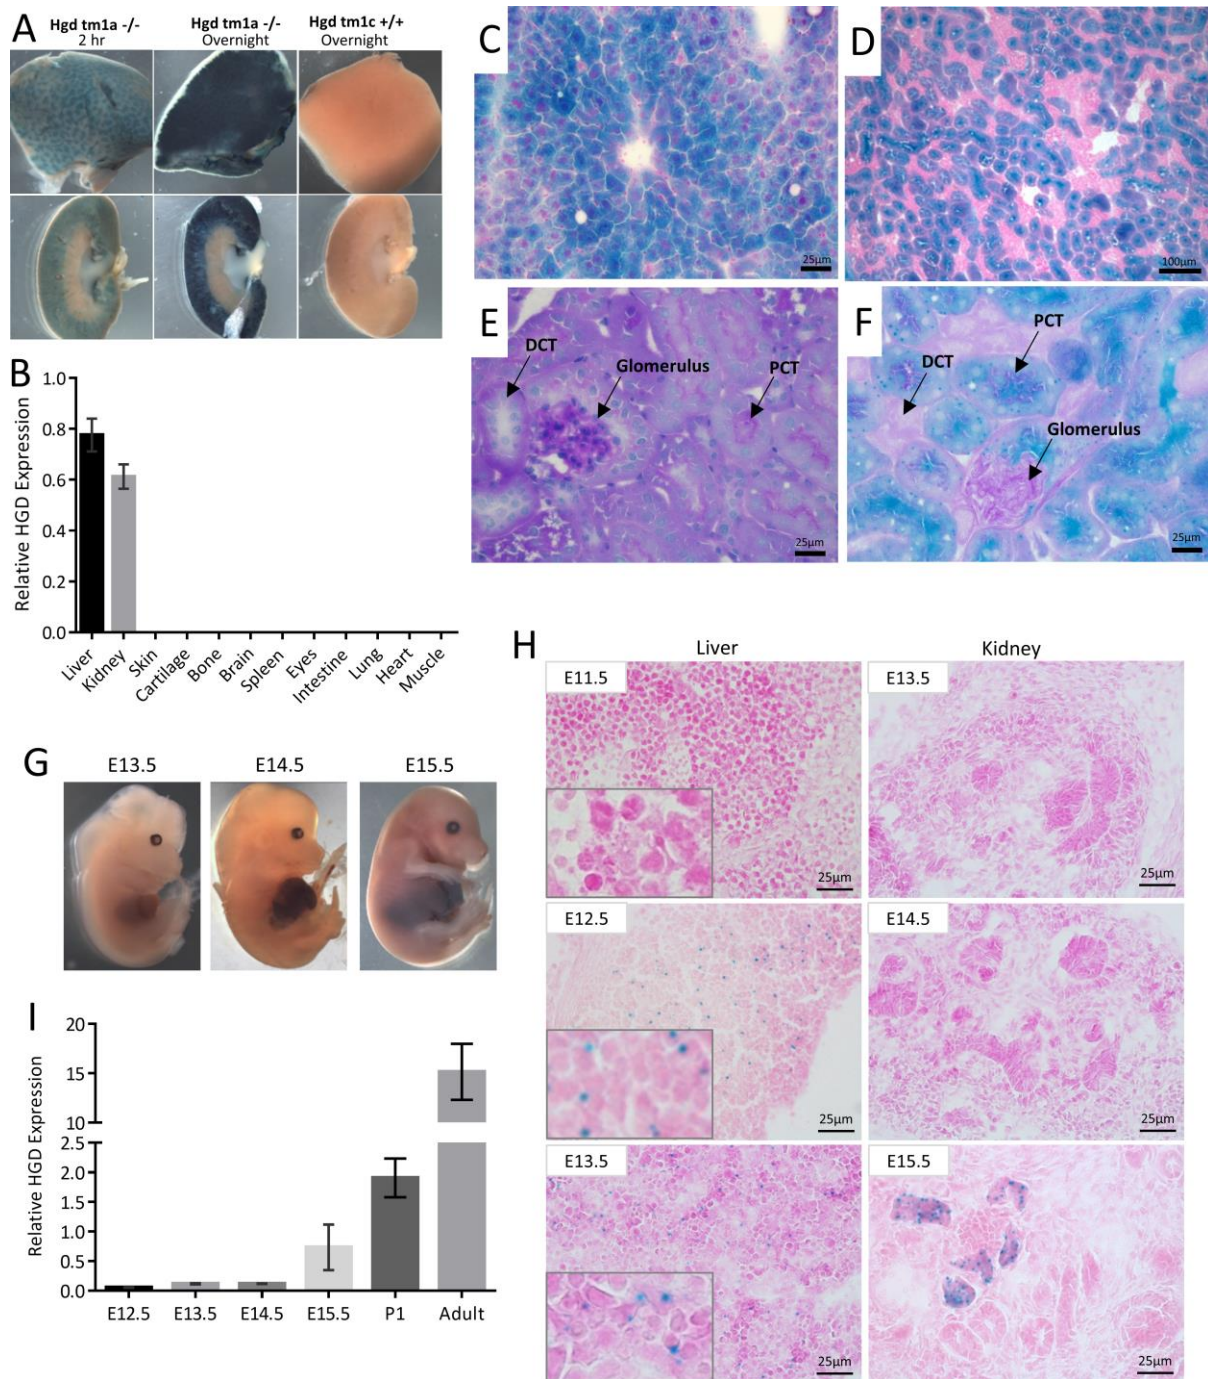 A
Hgd tm1a -/-
2 hr
Hgd tm1a -/-
Overnight
Hgd tm1c +/+
Overnight
B
Relative HGD Expression
1.0
0.8
0.6
0.4
0.2
0.0
Liver
Kidney
Skin
Cartilage
Bone
Brain
Spleen
Eyes
Intestine
Lung
Heart
Muscle
C
25µm
D
100µm
E
DCT
Glomerulus
PCT
25µm
F
PCT
DCT
Glomerulus
25µm
G
E13.5
E14.5
E15.5
H
Liver
Kidney
E11.5
25µm
E13.5
25µm
E12.5
25µm
E14.5
25µm
E13.5
25µm
E15.5
25µm
I
Relative HGD Expression
20
15
10
2.5
2.0
1.5
1.0
0.5
0.0
E12.5
E13.5
E14.5
E15.5
P1
Adult